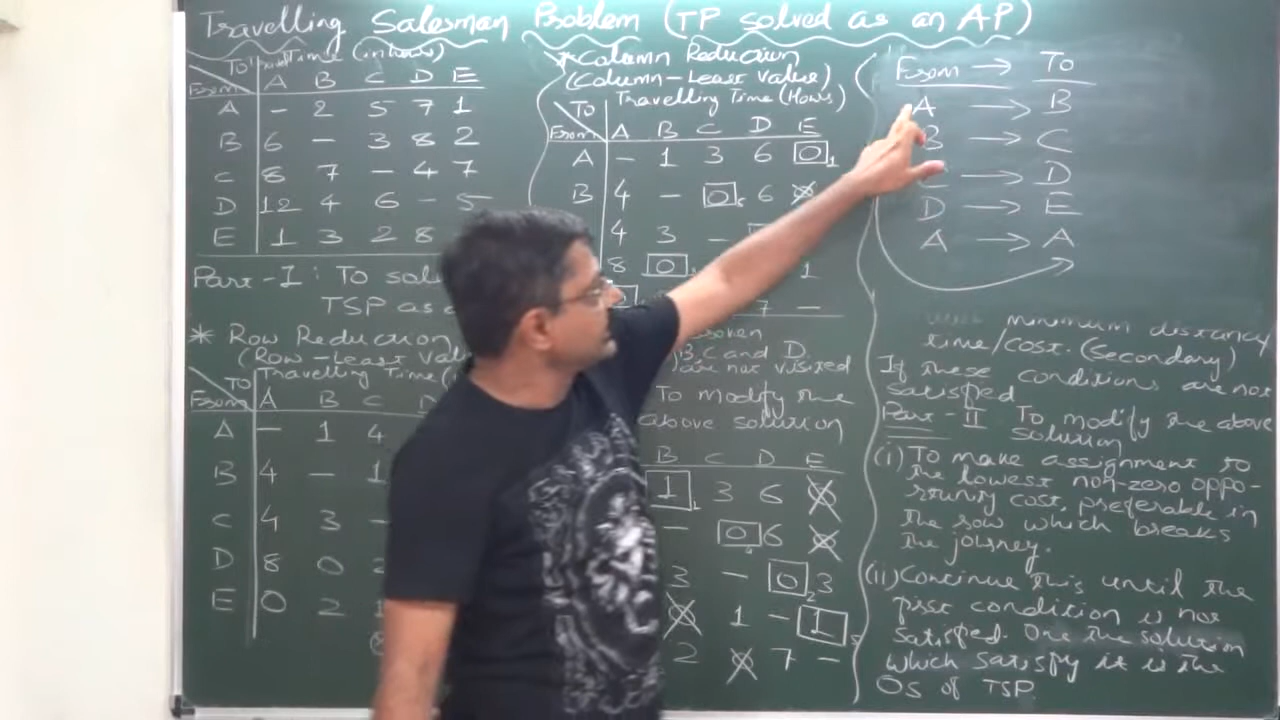 Travelling Salesman Problem (TP solved as an AP)
Time (in hours)
To
From A B C D E
A - 2 5 7 1
B 6 - 3 8 2
C 8 7 - 4 7
D 12 4 6 - 5
E 1 3 2 8
Part-I : To sol
TSP as
* Row Reduction
(Row-Least Val
Travelling Time (
To
From A B C D
A - 1 4
B 4 - 1
C 4 3 -
D 8 0
E 0 2 1
* Column Reduction
(Column-Least Value)
Travelling Time (Hours)
To
From A B C D E
A - 1 3 6 0 1
B 4 - 0 6
4 3 -
8 0 1
7 -
B, C and D.
are not visited
To modify the
above solution
B C D E
1 3 6 0
- 0 6 0
3 - 0 2 3
0 1 - 1
2 0 7 -
From → To
A → B
B → C
C → D
D → E
A → A
minimum distance/
time/cost. (Secondary)
If these conditions are not
satisfied
Part-II To modify the above
solution
(i) To make assignment to
the lowest non-zero oppo-
rtunity cost, preferable in
the row which breaks
the journey.
(ii) Continue this until the
first condition is not
satisfied. One the solution
which satisfy it is the
OS of TSP.